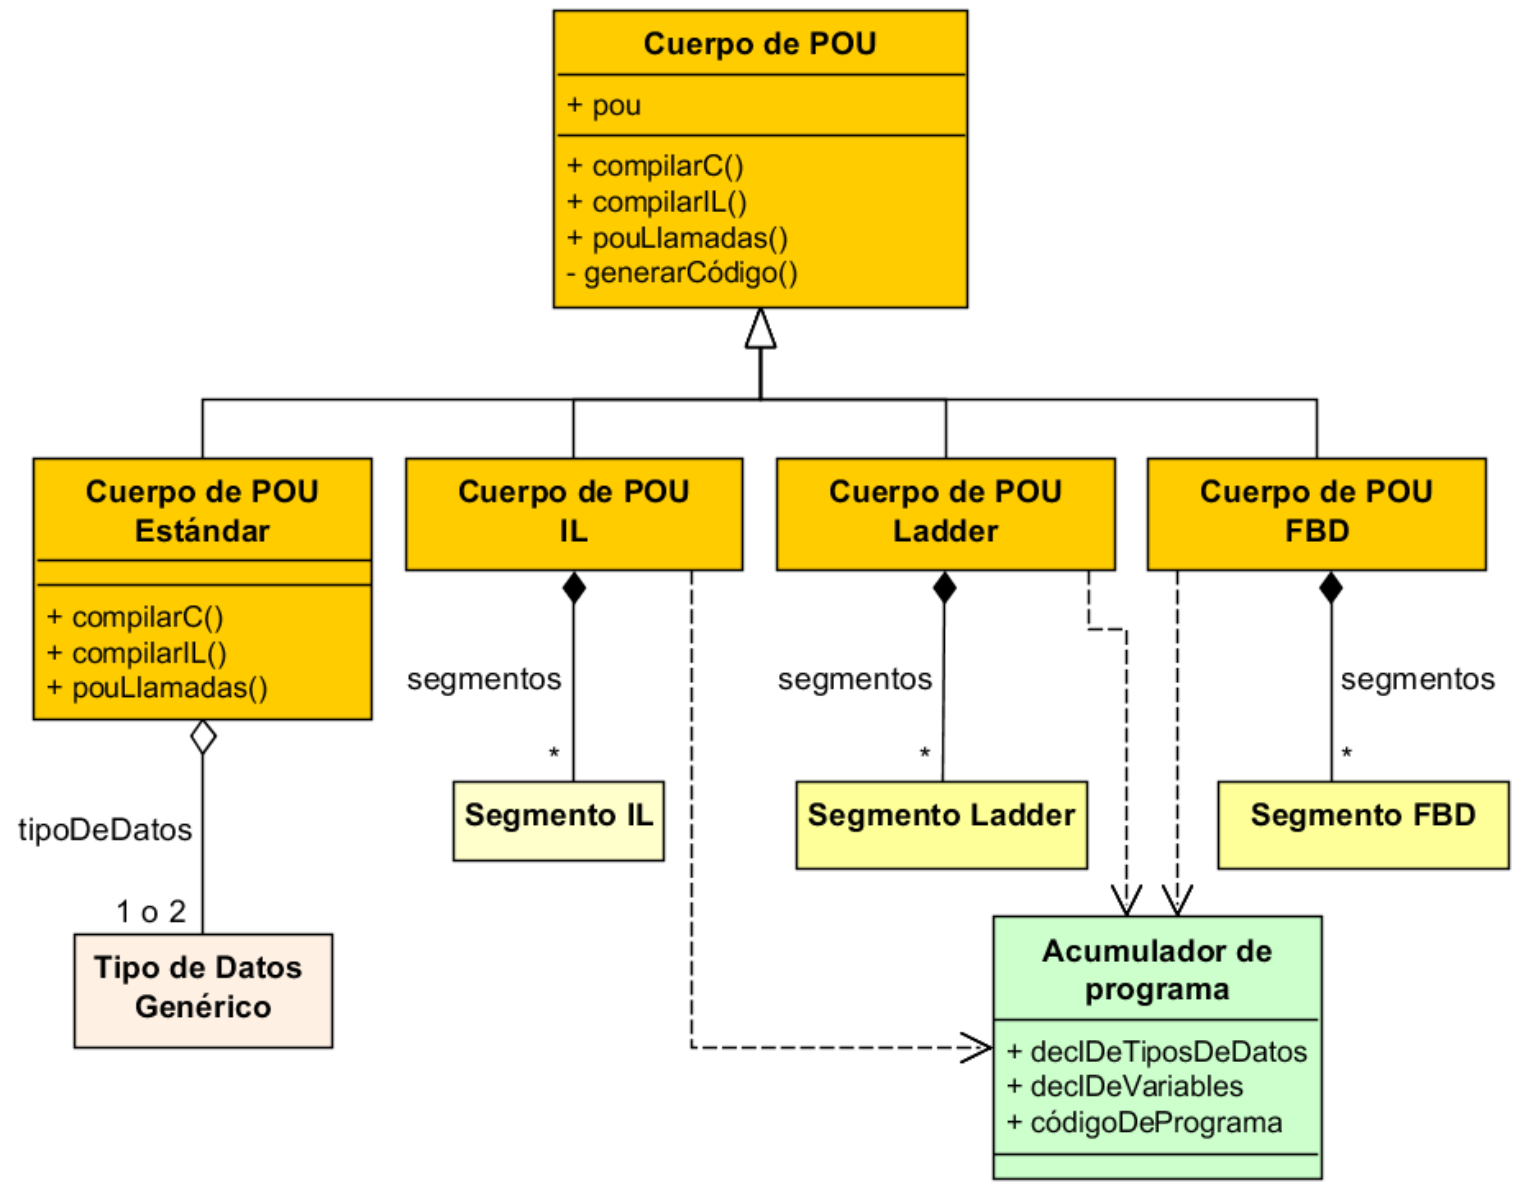 Cuerpo de POU
+ pou
+ compilarC()
+ compilarIL()
+ pouLlamadas()
- generarCódigo()
Cuerpo de POU
Estándar
+ compilarC()
+ compilarIL()
+ pouLlamadas()
Cuerpo de POU
IL
Cuerpo de POU
Ladder
Cuerpo de POU
FBD
segmentos
*
segmentos
*
segmentos
*
Segmento IL
Segmento Ladder
Segmento FBD
tipoDeDatos
1 o 2
Tipo de Datos
Genérico
Acumulador de
programa
+ declDeTiposDeDatos
+ declDeVariables
+ códigoDePrograma